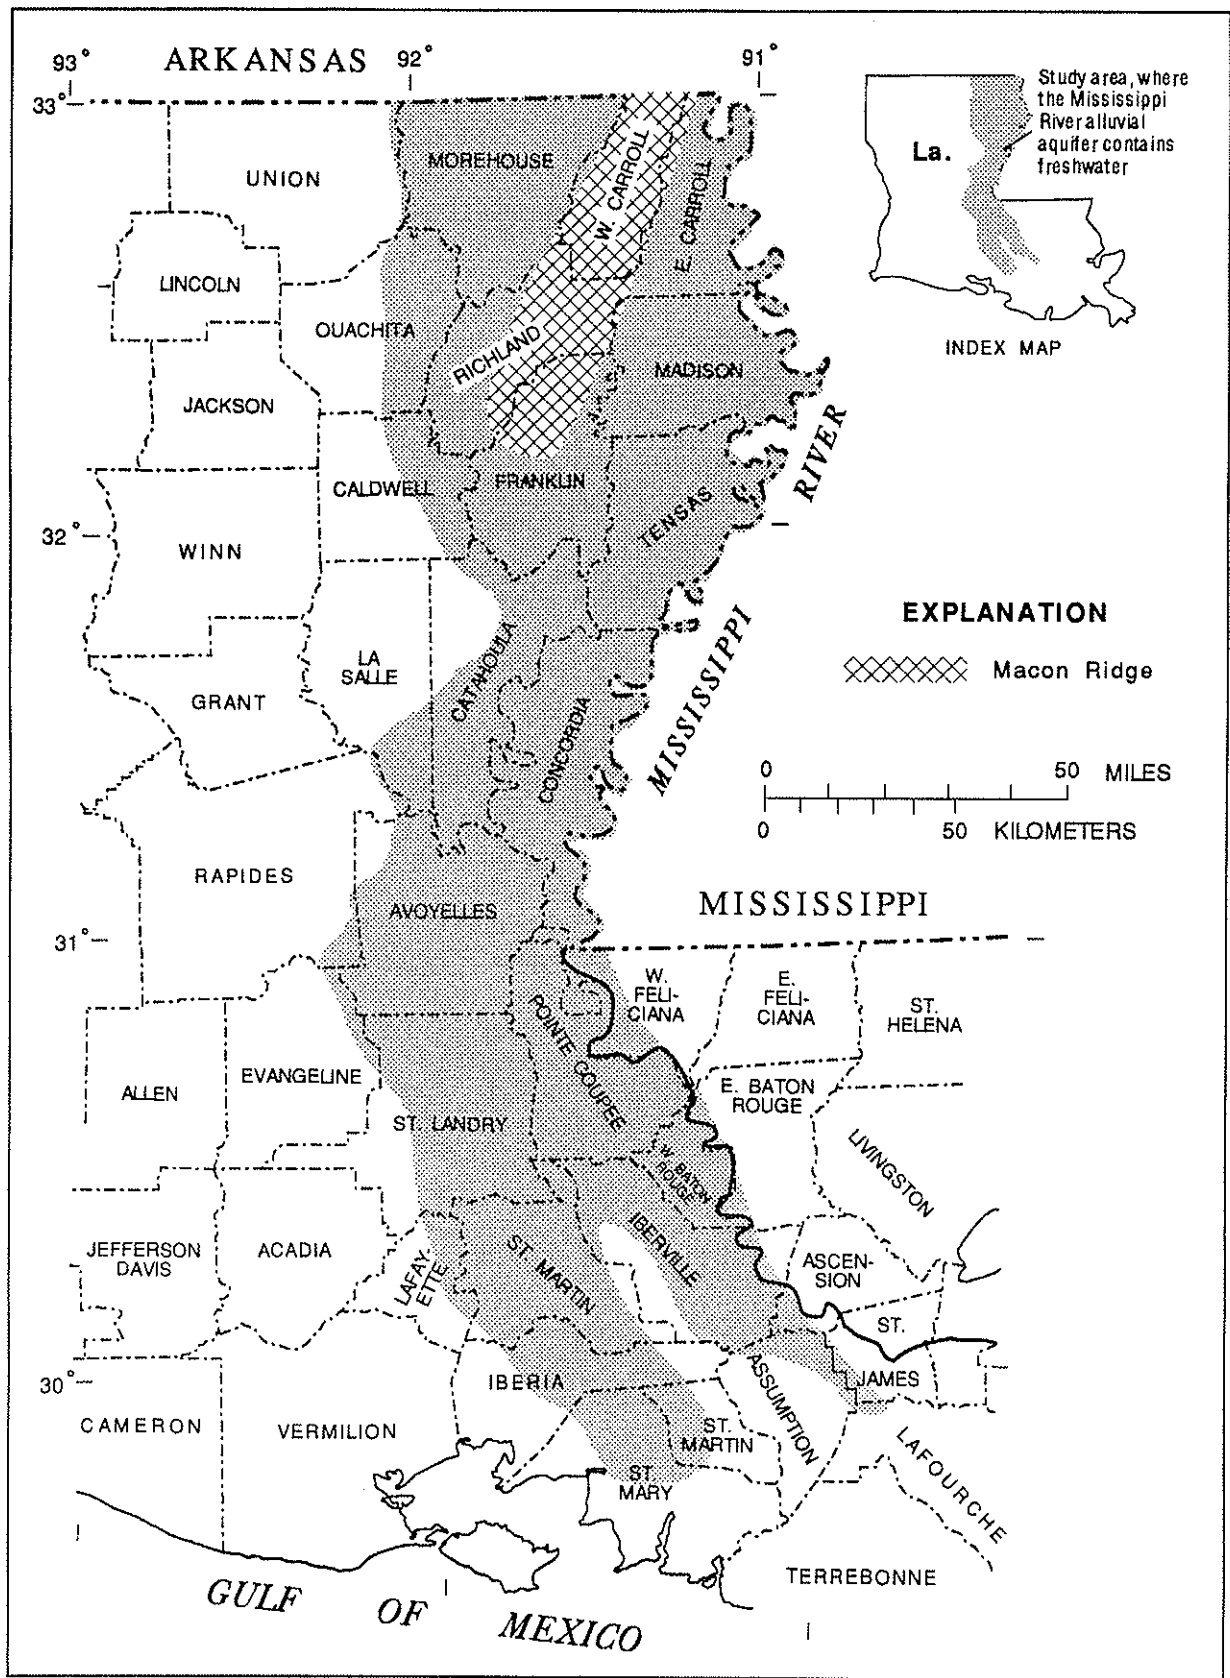 ARKANSAS
93°
92°
91°
33°
32°
31°
30°
Study area, where
the Mississippi
River alluvial
aquifer contains
freshwater
La.
INDEX MAP
MOREHOUSE
W. CARROLL
E. CARROLL
UNION
LINCOLN
OUACHITA
RICHLAND
MADISON
JACKSON
CALDWELL
FRANKLIN
TENSAS
RIVER
WINN
MISSISSIPPI
EXPLANATION
Macon Ridge
LA
SALLE
CATAHOULA
CONCORDIA
GRANT
0 50 MILES
0 50 KILOMETERS
RAPIDES
AVOYELLES
MISSISSIPPI
W.
FELI-
CIANA
E.
FELI-
CIANA
ST.
HELENA
POINTE COUPEE
ALLEN
EVANGELINE
E. BATON
ROUGE
ST. LANDRY
W. BATON
ROUGE
LIVINGSTON
JEFFERSON
DAVIS
ACADIA
LAFAY-
ETTE
ST. MARTIN
IBERVILLE
ASCEN-
SION
ST.
JAMES
IBERIA
ASSUMPTION
CAMERON
VERMILION
ST.
MARTIN
ST.
MARY
LAFOURCHE
TERREBONNE
GULF OF MEXICO